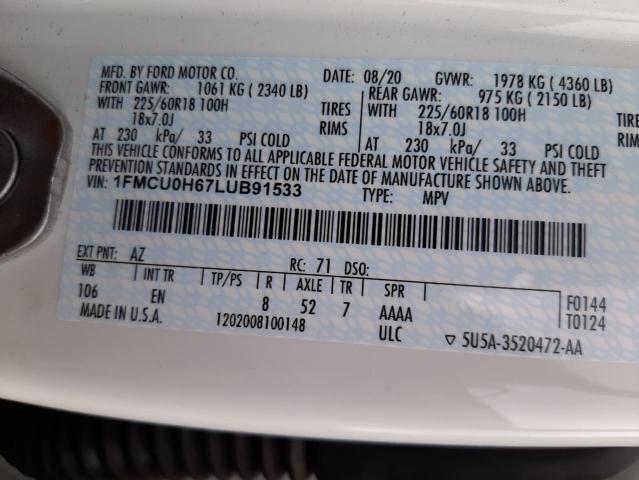 MFD. BY FORD MOTOR CO. 08/20 GVWR: 1978 KG ( 4360 LB)
FRONT GAWR: 1061 KG ( 2340 LB) REAR GAWR: 975 KG ( 2150 LB)
WITH 225/60R18 100H TIRES WITH 225/60R18 100H TIRES
18x7.0J RIMS 18x7.0J RIMS
AT 230 kPa/ 33 PSI COLD AT 230 kPa/ 33 PSI COLD
THIS VEHICLE CONFORMS TO ALL APPLICABLE FEDERAL MOTOR VEHICLE SAFETY AND THEFT
PREVENTION STANDARDS IN EFFECT ON THE DATE OF MANUFACTURE SHOWN ABOVE.
VIN: 1FMCU0H67LUB91533 TYPE: MPV
EXT PNT: AZ RC: 71 DSO:
WB INT TR TP/PS R AXLE TR SPR
106 EN 8 52 7 AAAA F0144
MADE IN U.S.A. 1202008100148 ULC T0124
▽ 5U5A-3520472-AA